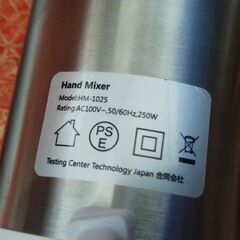 Hand Mixer
Model:HM-1025
Rating:AC100V~,50/60Hz,250W
PS
E
Testing Center Technology Japan 合同会社